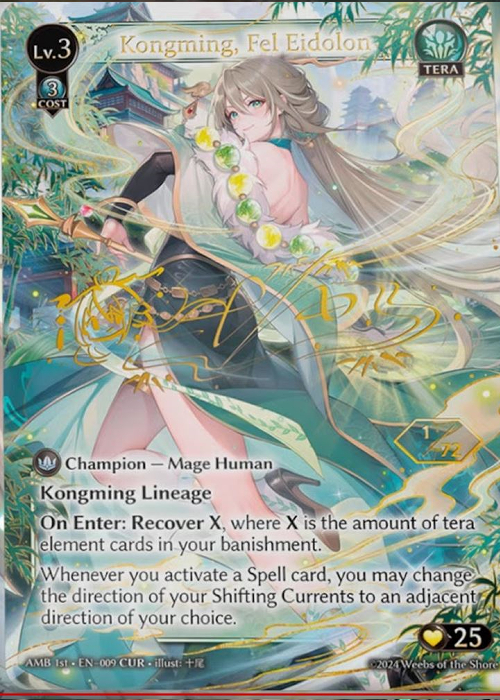 Lv.3
Kongming, Fel Eidolon
TERA
3
COST
1
72
Champion — Mage Human
Kongming Lineage
On Enter: Recover X, where X is the amount of tera
element cards in your banishment.
Whenever you activate a Spell card, you may change
the direction of your Shifting Currents to an adjacent
direction of your choice.
25
AMB 1st • EN-009 CUR • illust: 十尾
©2024 Weebs of the Shore